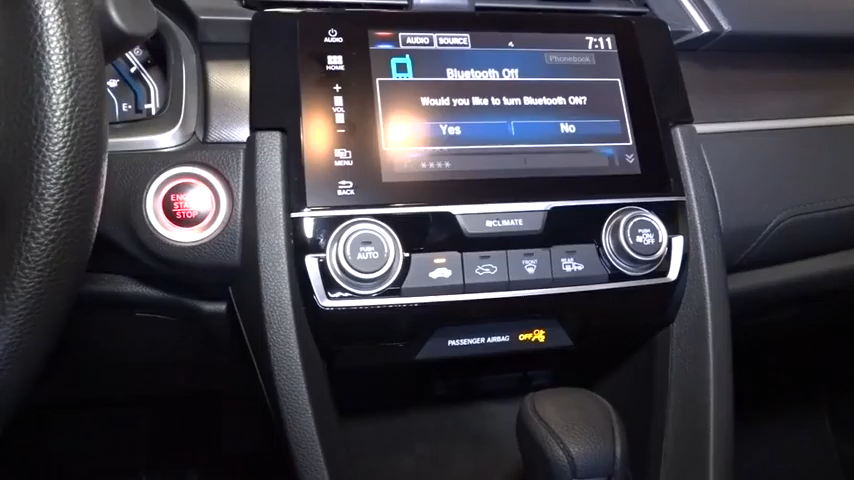 AUDIO
HOME
+
VOL
-
MENU
BACK
AUDIO SOURCE
7:11
Phonebook
Bluetooth Off
Would you like to turn Bluetooth ON?
Yes No
****
E
ENGINE
START
STOP
CLIMATE
PUSH
AUTO
FRONT
REAR
PUSH
ON/OFF
PASSENGER AIRBAG OFF